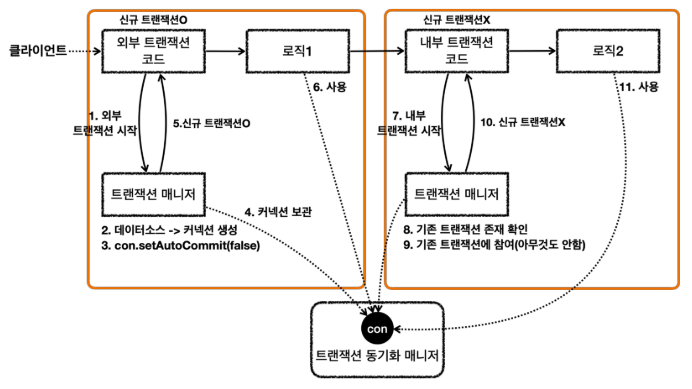 신규 트랜잭션O
신규 트랜잭션X
클라이언트
외부 트랜잭션
코드
로직1
내부 트랜잭션
코드
로직2
6. 사용
11. 사용
1. 외부
트랜잭션 시작
5.신규 트랜잭션O
7. 내부
트랜잭션 시작
10. 신규 트랜잭션X
트랜잭션 매니저
트랜잭션 매니저
4. 커넥션 보관
2. 데이터소스 -> 커넥션 생성
3. con.setAutoCommit(false)
8. 기존 트랜잭션 존재 확인
9. 기존 트랜잭션에 참여(아무것도 안함)
con
트랜잭션 동기화 매니저